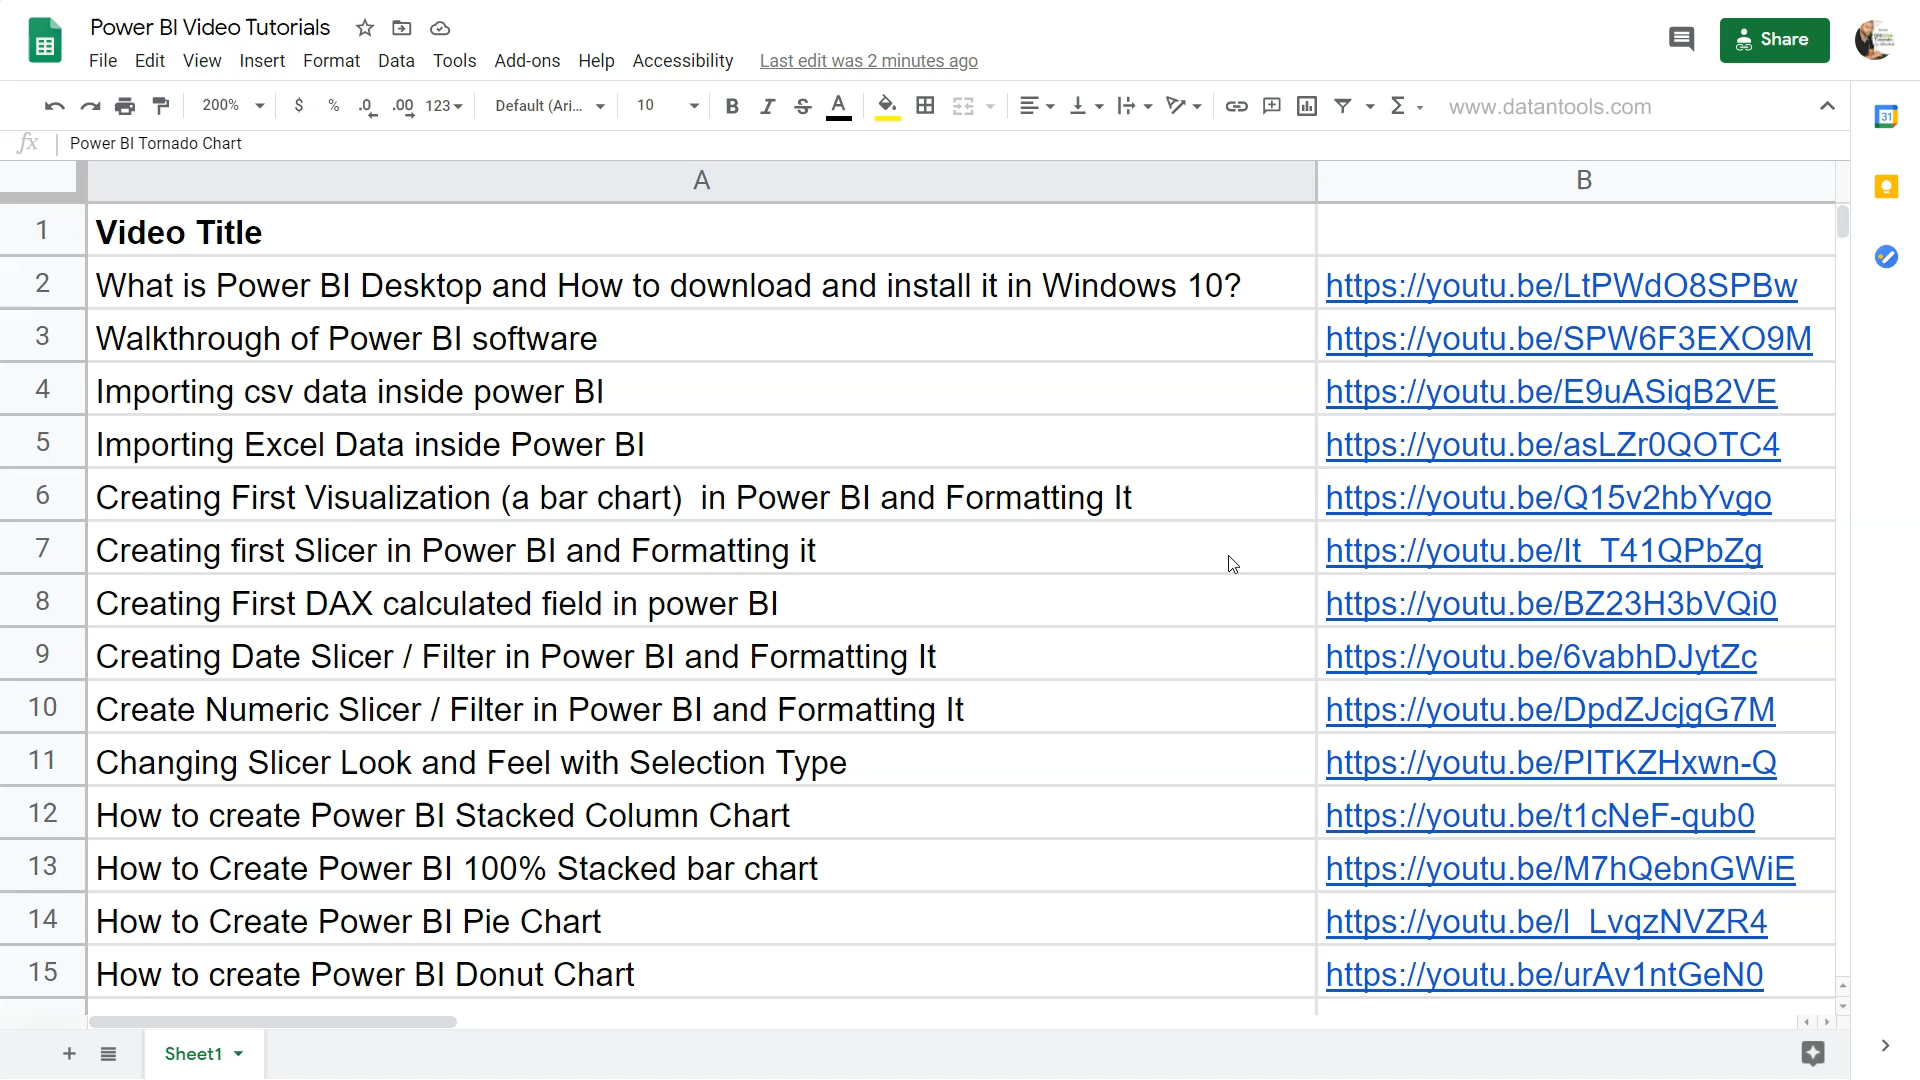 Power BI Video Tutorials
File Edit View Insert Format Data Tools Add-ons Help Accessibility Last edit was 2 minutes ago
Share
200% $ % .0 .00 123 Default (Ari... 10 B I S A Σ www.datantools.com
31
fx Power BI Tornado Chart
A B
1 Video Title
2 What is Power BI Desktop and How to download and install it in Windows 10? https://youtu.be/LtPWdO8SPBw
3 Walkthrough of Power BI software https://youtu.be/SPW6F3EXO9M
4 Importing csv data inside power BI https://youtu.be/E9uASiqB2VE
5 Importing Excel Data inside Power BI https://youtu.be/asLZr0QOTC4
6 Creating First Visualization (a bar chart)  in Power BI and Formatting It https://youtu.be/Q15v2hbYvgo
7 Creating first Slicer in Power BI and Formatting it https://youtu.be/It_T41QPbZg
8 Creating First DAX calculated field in power BI https://youtu.be/BZ23H3bVQi0
9 Creating Date Slicer / Filter in Power BI and Formatting It https://youtu.be/6vabhDJytZc
10 Create Numeric Slicer / Filter in Power BI and Formatting It https://youtu.be/DpdZJcjgG7M
11 Changing Slicer Look and Feel with Selection Type https://youtu.be/PITKZHxwn-Q
12 How to create Power BI Stacked Column Chart https://youtu.be/t1cNeF-qub0
13 How to Create Power BI 100% Stacked bar chart https://youtu.be/M7hQebnGWiE
14 How to Create Power BI Pie Chart https://youtu.be/l_LvqzNVZR4
15 How to create Power BI Donut Chart https://youtu.be/urAv1ntGeN0
Sheet1